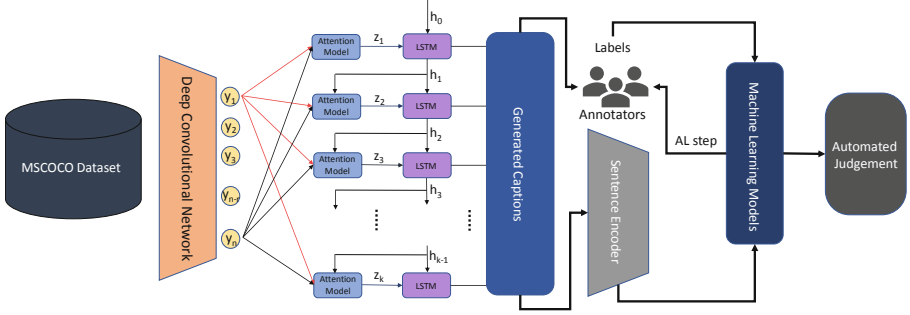 MSCOCO Dataset
Deep Convolutional Network
y1
y2
y3
yn-r
yn
Attention
Model
z1
LSTM
h0
h1
Attention
Model
z2
LSTM
h2
Attention
Model
z3
LSTM
h3
hk-1
Attention
Model
zk
LSTM
Generated Captions
Labels
Annotators
AL step
Sentence Encoder
Machine Learning Models
Automated
Judgement